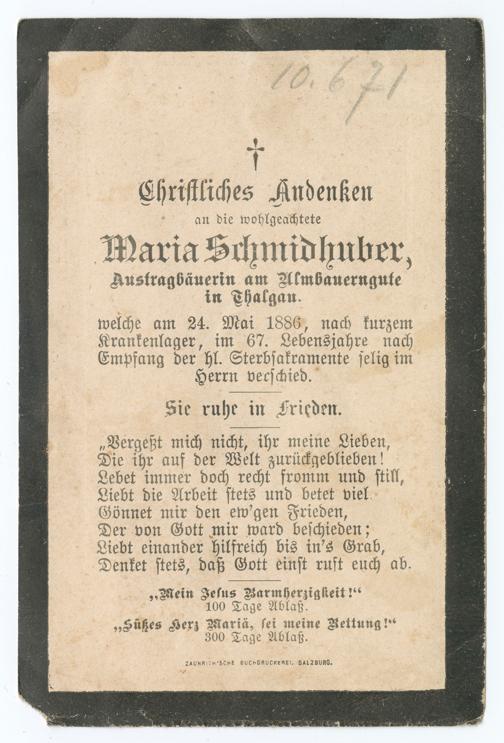 10.671
†
Christliches Andenken
an die wohlgeachtete
Maria Schmidhuber,
Austragbäuerin am Almbauerngute
in Thalgau.
welche am 24. Mai 1886, nach kurzem
Krankenlager, im 67. Lebensjahre nach
Empfang der hl. Sterbsakramente selig im
Herrn verschied.
Sie ruhe in Frieden.
„Vergeßt mich nicht, ihr meine Lieben,
Die ihr auf der Welt zurückgeblieben!
Lebet immer doch recht fromm und still,
Liebt die Arbeit stets und betet viel
Gönnet mir den ew'gen Frieden,
Der von Gott mir ward beschieden;
Liebt einander hilfreich bis in's Grab,
Denket stets, daß Gott einst ruft euch ab.
„Mein Jesus Barmherzigkeit!“
100 Tage Ablaß.
„Süßes Herz Mariä, sei meine Rettung!“
300 Tage Ablaß.
ZAUNRITH'SCHE BUCHDRUCKEREI, SALZBURG.